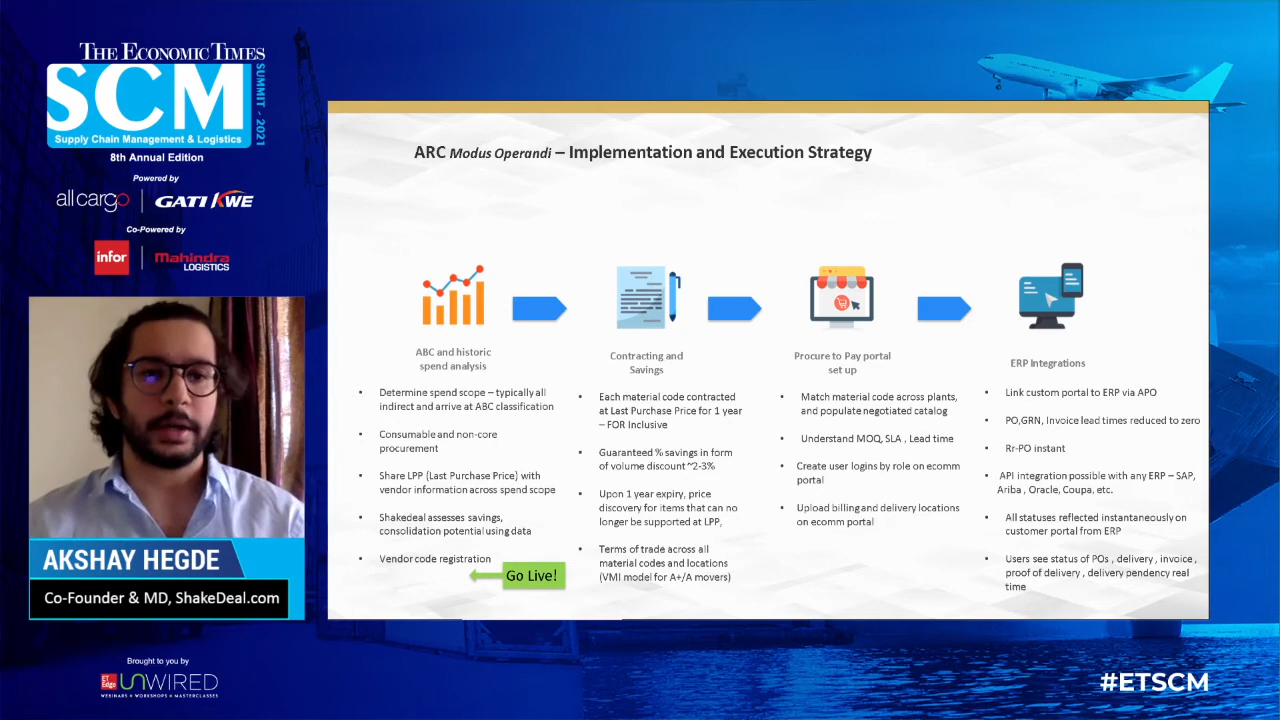 THE ECONOMIC TIMES
SCM
SUMMIT - 2021
Supply Chain Management & Logistics
8th Annual Edition
Powered by
allcargo | GATI KWE
Co-Powered by
infor | Mahindra
LOGISTICS
AKSHAY HEGDE
Co-Founder & MD, ShakeDeal.com
Brought to you by
ET Edge UNWIRED
WEBINARS • WORKSHOPS • MASTERCLASSES
ARC Modus Operandi – Implementation and Execution Strategy
ABC and historic
spend analysis
• Determine spend scope – typically all
indirect and arrive at ABC classification
• Consumable and non-core
procurement
• Share LPP (Last Purchase Price) with
vendor information across spend scope
• Shakedeal assesses savings,
consolidation potential using data
• Vendor code registration
Go Live!
Contracting and
Savings
• Each material code contracted
at Last Purchase Price for 1 year
– FOR Inclusive
• Guaranteed % savings in form
of volume discount ~2-3%
• Upon 1 year expiry, price
discovery for items that can no
longer be supported at LPP,
• Terms of trade across all
material codes and locations
(VMI model for A+/A movers)
Procure to Pay portal
set up
• Match material code across plants,
and populate negotiated catalog
• Understand MOQ, SLA , Lead time
• Create user logins by role on ecomm
portal
• Upload billing and delivery locations
on ecomm portal
ERP Integrations
• Link custom portal to ERP via APO
• PO,GRN, Invoice lead times reduced to zero
• Rr-PO instant
• API integration possible with any ERP – SAP,
Ariba , Oracle, Coupa, etc.
• All statuses reflected instantaneously on
customer portal from ERP
• Users see status of POs , delivery , invoice ,
proof of delivery , delivery pendency real
time
#ETSCM